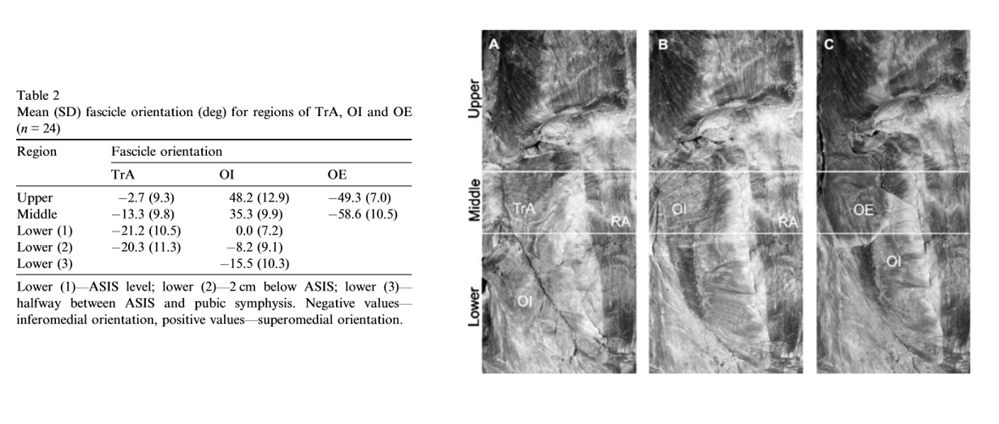 Table 2
Mean (SD) fascicle orientation (deg) for regions of TrA, OI and OE
(n = 24)
Region Fascicle orientation
TrA OI OE
Upper −2.7 (9.3) 48.2 (12.9) −49.3 (7.0)
Middle −13.3 (9.8) 35.3 (9.9) −58.6 (10.5)
Lower (1) −21.2 (10.5) 0.0 (7.2)
Lower (2) −20.3 (11.3) −8.2 (9.1)
Lower (3) −15.5 (10.3)
Lower (1)—ASIS level; lower (2)—2 cm below ASIS; lower (3)—
halfway between ASIS and pubic symphysis. Negative values—
inferomedial orientation, positive values—superomedial orientation.
A B C
Upper
Middle
TrA RA OI RA OE
Lower
OI OI